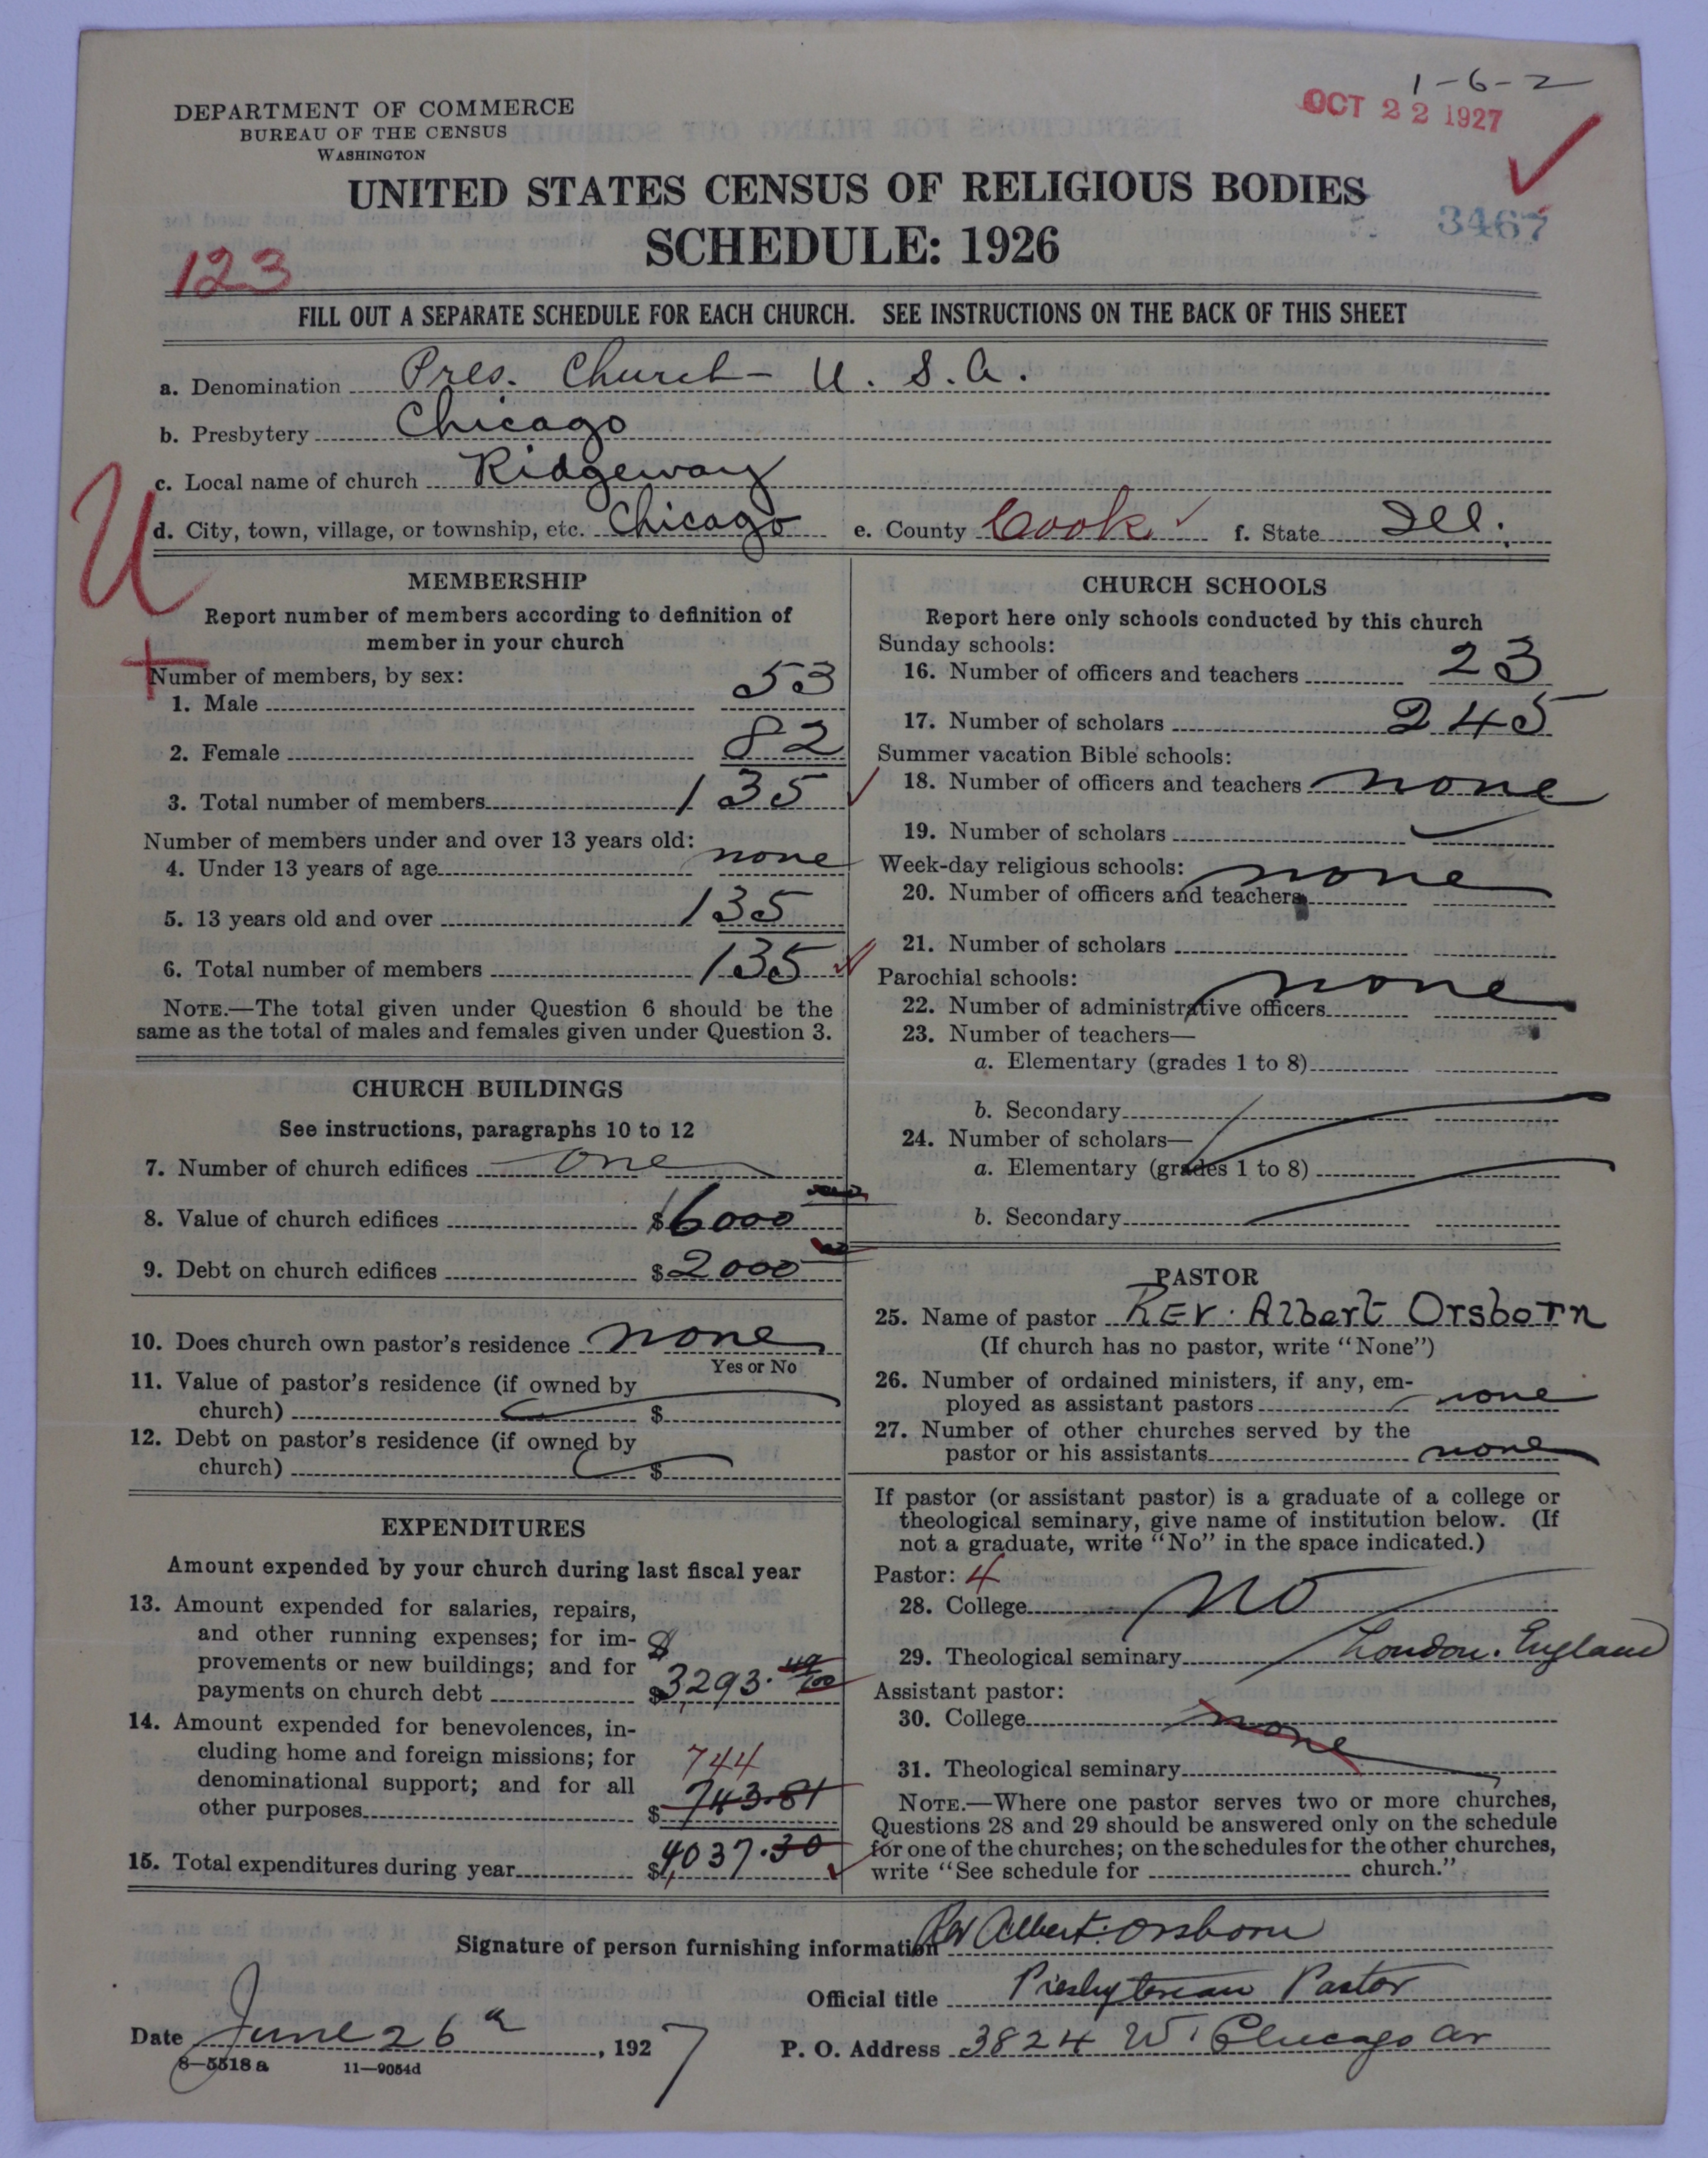 1-6-2
OCT 22 1927
DEPARTMENT OF COMMERCE
BUREAU OF THE CENSUS
WASHINGTON
UNITED STATES CENSUS OF RELIGIOUS BODIES
SCHEDULE: 1926
3467
123
FILL OUT A SEPARATE SCHEDULE FOR EACH CHURCH. SEE INSTRUCTIONS ON THE BACK OF THIS SHEET
a. Denomination Pres. Church - U. S. A.
b. Presbytery Chicago
c. Local name of church Ridgeway
U
d. City, town, village, or township, etc. Chicago e. County Cook f. State Ill.
MEMBERSHIP
Report number of members according to definition of
member in your church
Number of members, by sex:
1. Male 53
2. Female 82
3. Total number of members 135
Number of members under and over 13 years old:
4. Under 13 years of age none
5. 13 years old and over 135
6. Total number of members 135
NOTE.—The total given under Question 6 should be the
same as the total of males and females given under Question 3.
CHURCH BUILDINGS
See instructions, paragraphs 10 to 12
7. Number of church edifices one
8. Value of church edifices $16000
9. Debt on church edifices $2000
10. Does church own pastor's residence none
Yes or No
11. Value of pastor's residence (if owned by
church) $
12. Debt on pastor's residence (if owned by
church) $
EXPENDITURES
Amount expended by your church during last fiscal year
13. Amount expended for salaries, repairs,
and other running expenses; for im-
provements or new buildings; and for $
payments on church debt $3,293. 49/100
14. Amount expended for benevolences, in-
cluding home and foreign missions; for 744
denominational support; and for all
other purposes $743.81
15. Total expenditures during year $4,037.30
CHURCH SCHOOLS
Report here only schools conducted by this church
Sunday schools:
16. Number of officers and teachers 23
17. Number of scholars 245
Summer vacation Bible schools:
18. Number of officers and teachers none
19. Number of scholars
Week-day religious schools:
20. Number of officers and teachers none
21. Number of scholars
Parochial schools:
22. Number of administrative officers none
23. Number of teachers—
a. Elementary (grades 1 to 8)
b. Secondary
24. Number of scholars—
a. Elementary (grades 1 to 8)
b. Secondary
PASTOR
25. Name of pastor REV. Albert Orsborn
(If church has no pastor, write "None")
26. Number of ordained ministers, if any, em-
ployed as assistant pastors none
27. Number of other churches served by the
pastor or his assistants none
If pastor (or assistant pastor) is a graduate of a college or
theological seminary, give name of institution below. (If
not a graduate, write "No" in the space indicated.)
Pastor: 4
28. College no
29. Theological seminary London. England
Assistant pastor:
30. College none
31. Theological seminary
NOTE.—Where one pastor serves two or more churches,
Questions 28 and 29 should be answered only on the schedule
for one of the churches; on the schedules for the other churches,
write "See schedule for church."
Signature of person furnishing information Rev Albert Orsborn
Official title Presbyterian Pastor
Date June 26th, 1927 P. O. Address 3824 W. Chicago Av
8-5518a 11-9054d